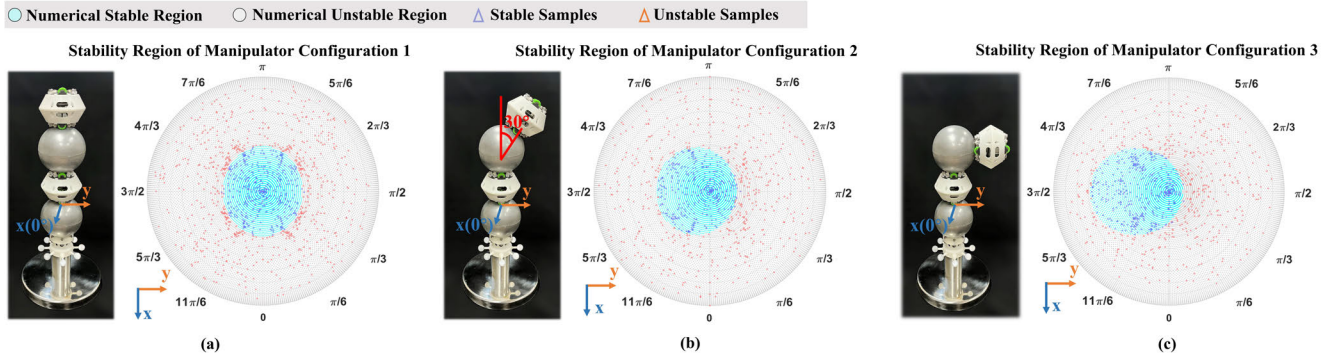 Numerical Stable Region Numerical Unstable Region Stable Samples Unstable Samples
Stability Region of Manipulator Configuration 1
π
7π/6 5π/6
4π/3 2π/3
3π/2 π/2
5π/3 π/3
11π/6 π/6
0
y
x(0°)
y
x
(a)
Stability Region of Manipulator Configuration 2
30°
π
7π/6 5π/6
4π/3 2π/3
3π/2 π/2
5π/3 π/3
11π/6 π/6
0
y
x(0°)
y
x
(b)
Stability Region of Manipulator Configuration 3
π
7π/6 5π/6
4π/3 2π/3
3π/2 π/2
5π/3 π/3
11π/6 π/6
0
y
x(0°)
y
x
(c)